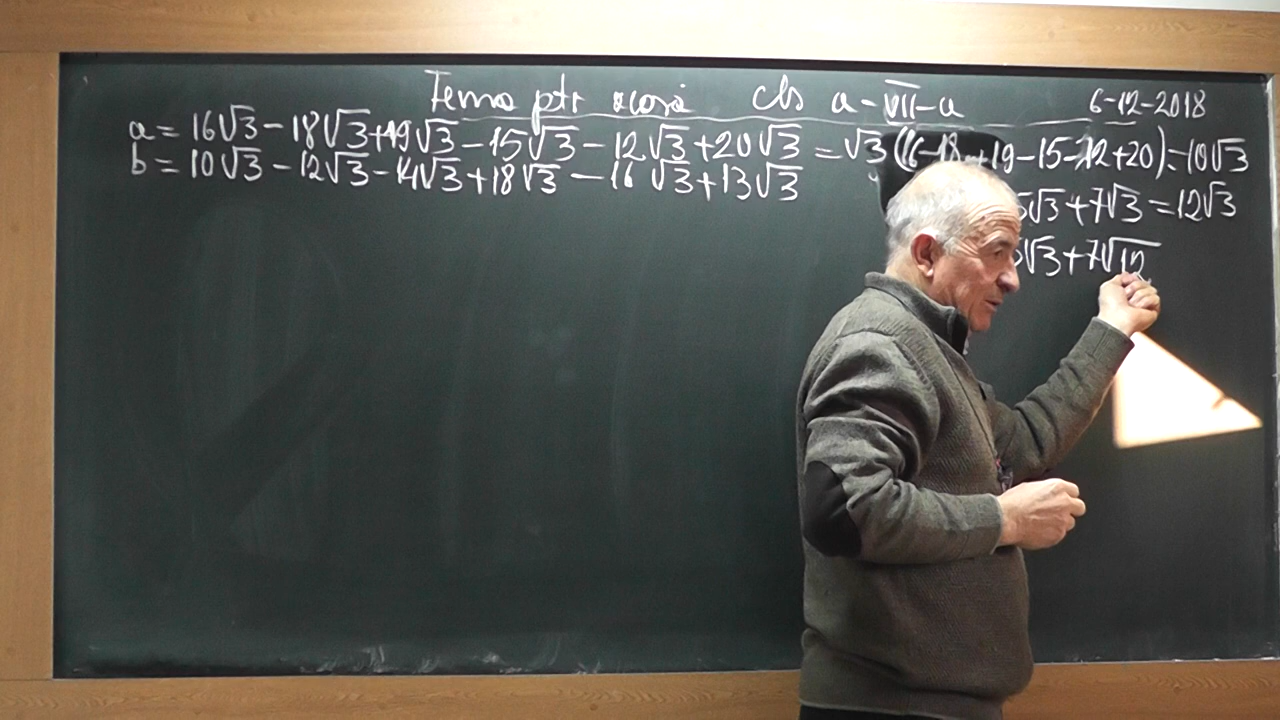 Tema ptr acasă cls a-VII-a 6-12-2018
a = 16√3 - 18√3 + 19√3 - 15√3 - 12√3 + 20√3 = √3(16-18+19-15-12+20) = 10√3
b = 10√3 - 12√3 - 14√3 + 18√3 - 16√3 + 13√3
5√3 + 7√3 = 12√3
√3 + 7√12